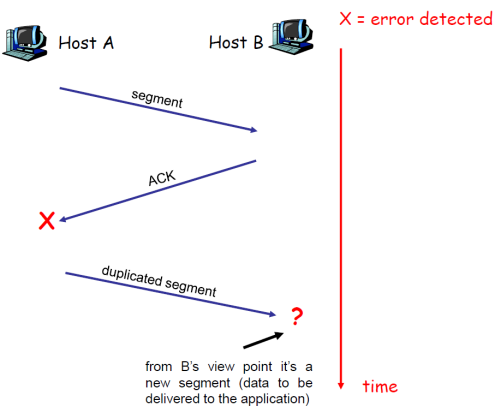 X = error detected
Host A
Host B
segment
ACK
X
duplicated segment
?
from B's view point it's a
new segment (data to be
delivered to the application)
time